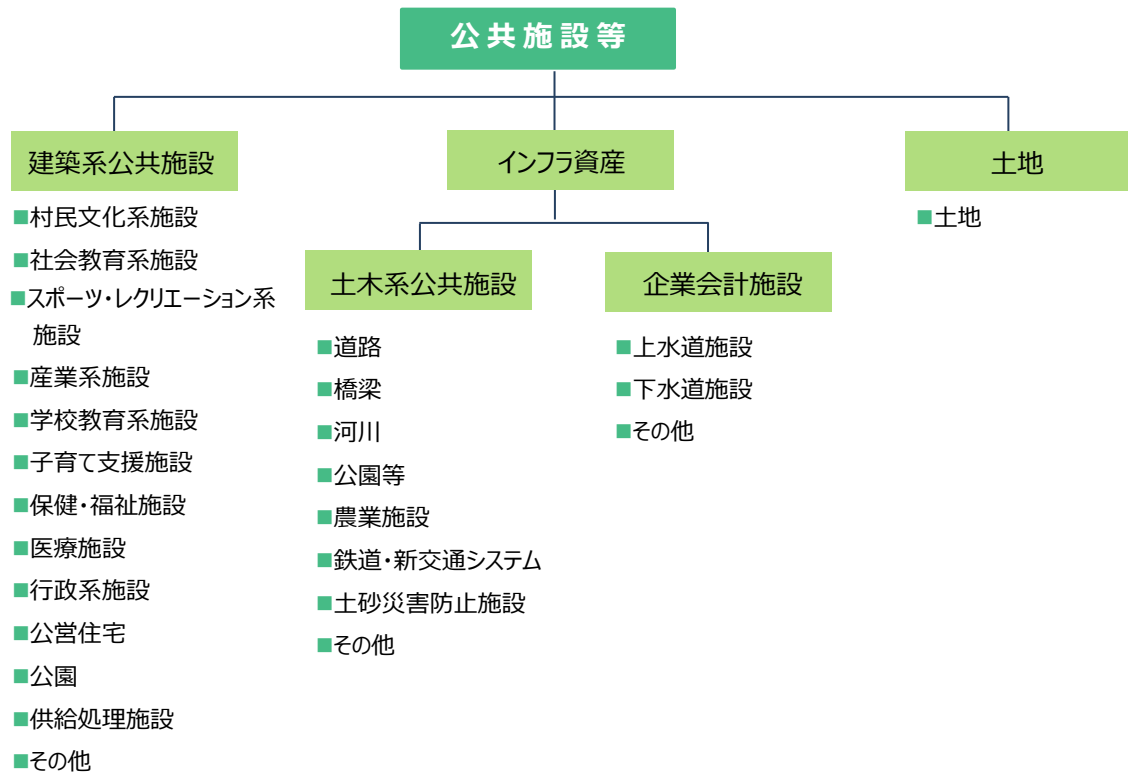 公共施設等
建築系公共施設
■村民文化系施設
■社会教育系施設
■スポーツ・レクリエーション系
施設
■産業系施設
■学校教育系施設
■子育て支援施設
■保健・福祉施設
■医療施設
■行政系施設
■公営住宅
■公園
■供給処理施設
■その他
インフラ資産
土木系公共施設
■道路
■橋梁
■河川
■公園等
■農業施設
■鉄道・新交通システム
■土砂災害防止施設
■その他
企業会計施設
■上水道施設
■下水道施設
■その他
土地
■土地